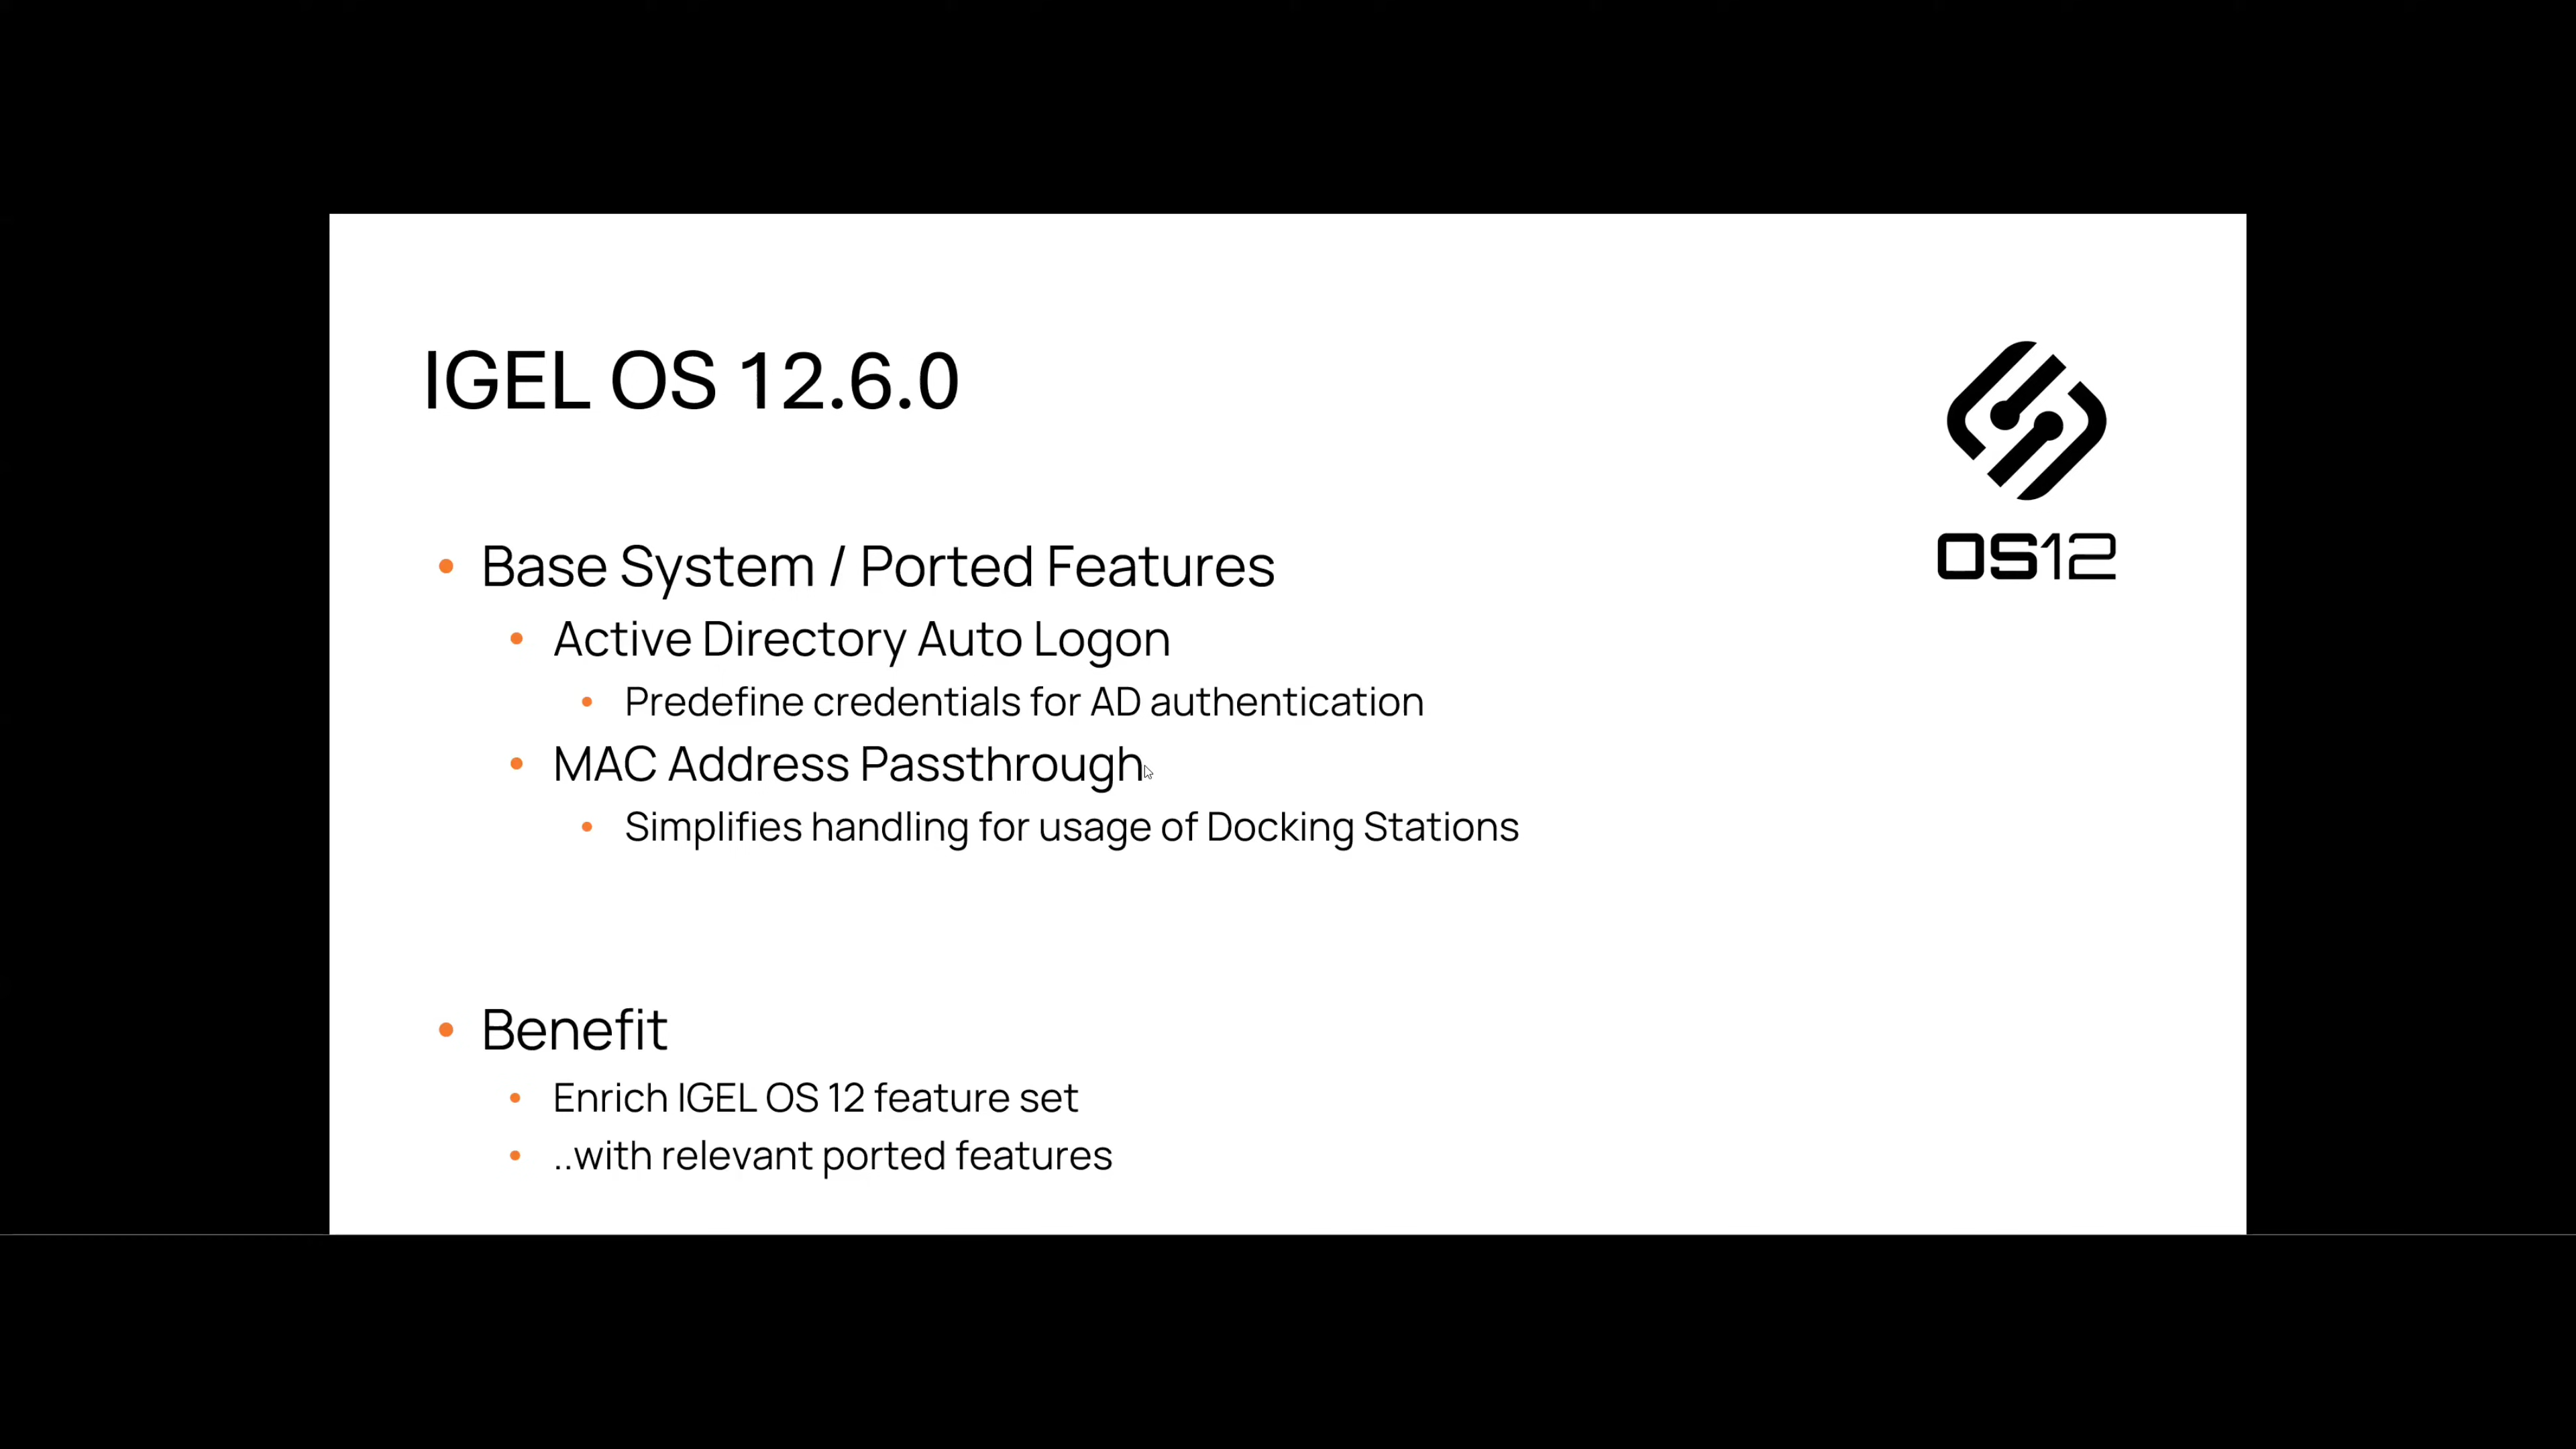 IGEL OS 12.6.0
OS12
• Base System / Ported Features
• Active Directory Auto Logon
• Predefine credentials for AD authentication
• MAC Address Passthrough
• Simplifies handling for usage of Docking Stations
• Benefit
• Enrich IGEL OS 12 feature set
• ..with relevant ported features